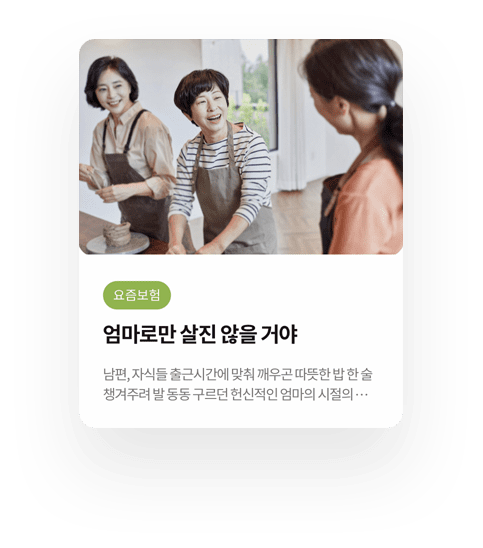 요즘보험
엄마로만 살진 않을 거야
남편, 자식들 출근시간에 맞춰 깨우곤 따뜻한 밥 한 술
챙겨주려 발 동동 구르던 헌신적인 엄마의 시절의 …